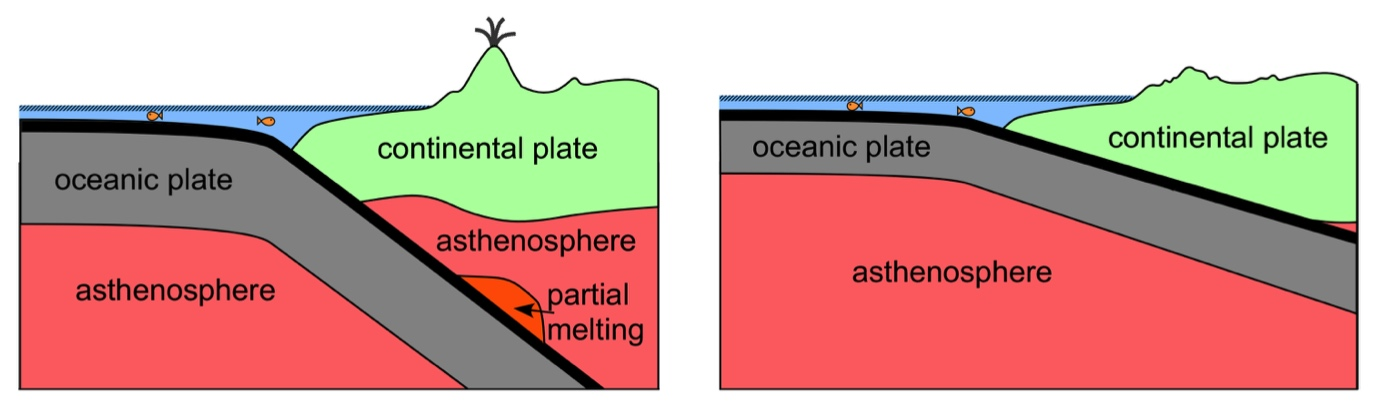 continental plate
oceanic plate
asthenosphere
asthenosphere
partial
melting
oceanic plate
continental plate
asthenosphere